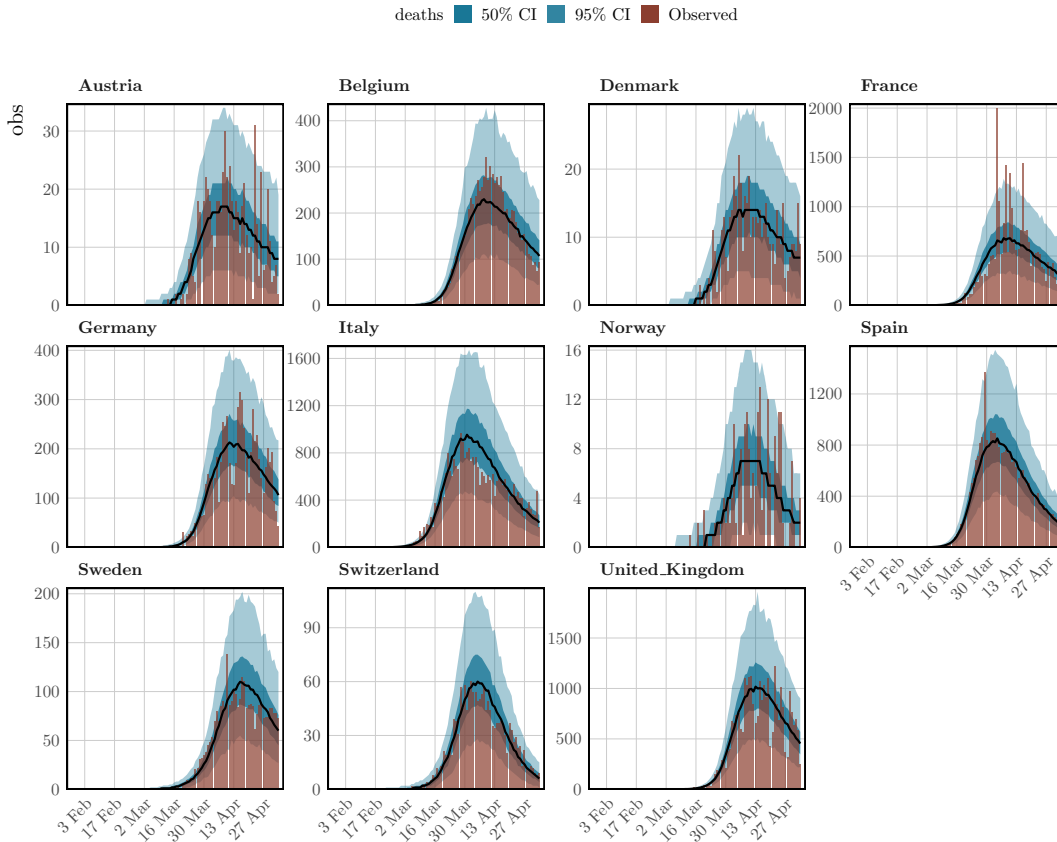 deaths 50% CI 95% CI Observed
obs
Austria Belgium Denmark France
30 20 10 0
400 300 200 100 0
20 10 0
2000 1500 1000 500 0
Germany Italy Norway Spain
400 300 200 100 0
1600 1200 800 400 0
16 12 8 4 0
1200 800 400 0
3 Feb 17 Feb 2 Mar 16 Mar 30 Mar 13 Apr 27 Apr
Sweden Switzerland United_Kingdom
200 150 100 50 0
90 60 30 0
1500 1000 500 0
3 Feb 17 Feb 2 Mar 16 Mar 30 Mar 13 Apr 27 Apr
3 Feb 17 Feb 2 Mar 16 Mar 30 Mar 13 Apr 27 Apr
3 Feb 17 Feb 2 Mar 16 Mar 30 Mar 13 Apr 27 Apr